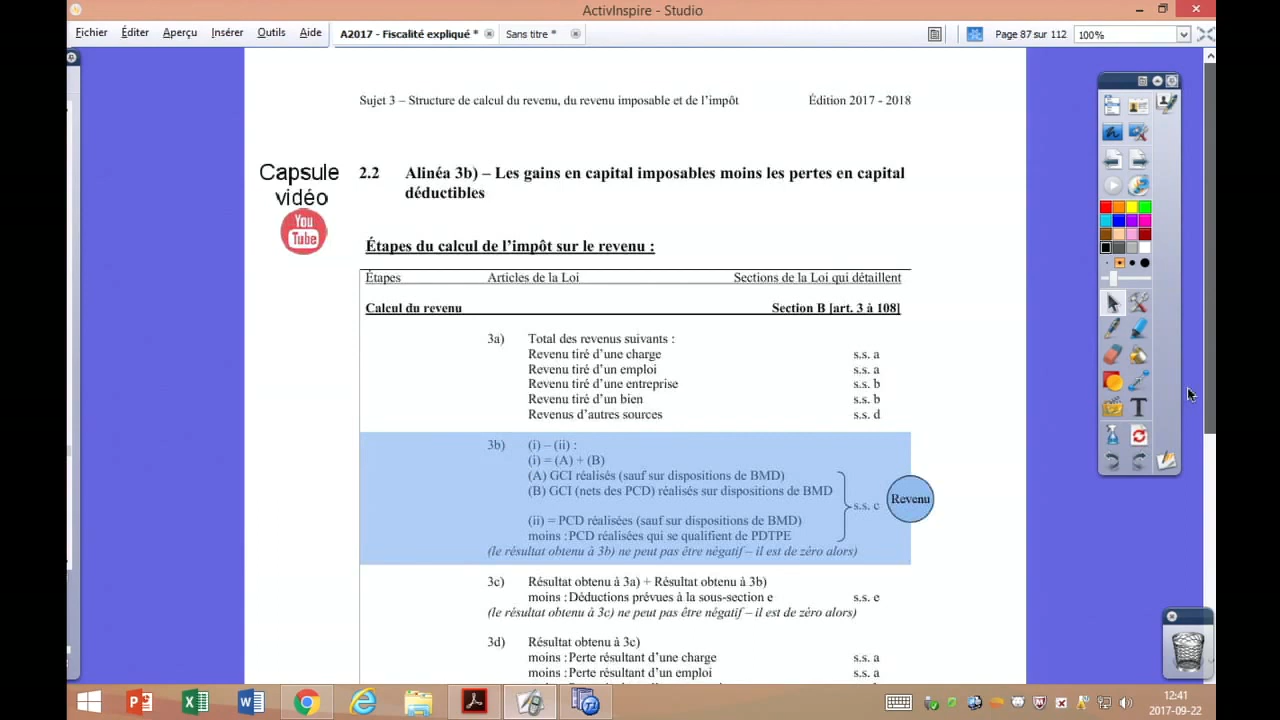 ActivInspire - Studio
Fichier Éditer Aperçu Insérer Outils Aide A2017 - Fiscalité expliqué * Sans titre * Page 87 sur 112 100%
Sujet 3 – Structure de calcul du revenu, du revenu imposable et de l'impôt Édition 2017 - 2018
Capsule
vidéo
You
Tube
2.2 Alinéa 3b) – Les gains en capital imposables moins les pertes en capital
déductibles
Étapes du calcul de l'impôt sur le revenu :
Étapes Articles de la Loi Sections de la Loi qui détaillent
Calcul du revenu Section B [art. 3 à 108]
3a) Total des revenus suivants :
Revenu tiré d'une charge s.s. a
Revenu tiré d'un emploi s.s. a
Revenu tiré d'une entreprise s.s. b
Revenu tiré d'un bien s.s. b
Revenus d'autres sources s.s. d
3b) (i) – (ii) :
(i) = (A) + (B)
(A) GCI réalisés (sauf sur dispositions de BMD)
(B) GCI (nets des PCD) réalisés sur dispositions de BMD
s.s. c Revenu
(ii) = PCD réalisées (sauf sur dispositions de BMD)
moins : PCD réalisées qui se qualifient de PDTPE
(le résultat obtenu à 3b) ne peut pas être négatif – il est de zéro alors)
3c) Résultat obtenu à 3a) + Résultat obtenu à 3b)
moins : Déductions prévues à la sous-section e s.s. e
(le résultat obtenu à 3c) ne peut pas être négatif – il est de zéro alors)
3d) Résultat obtenu à 3c)
moins : Perte résultant d'une charge s.s. a
moins : Perte résultant d'un emploi s.s. a
12:41
2017-09-22